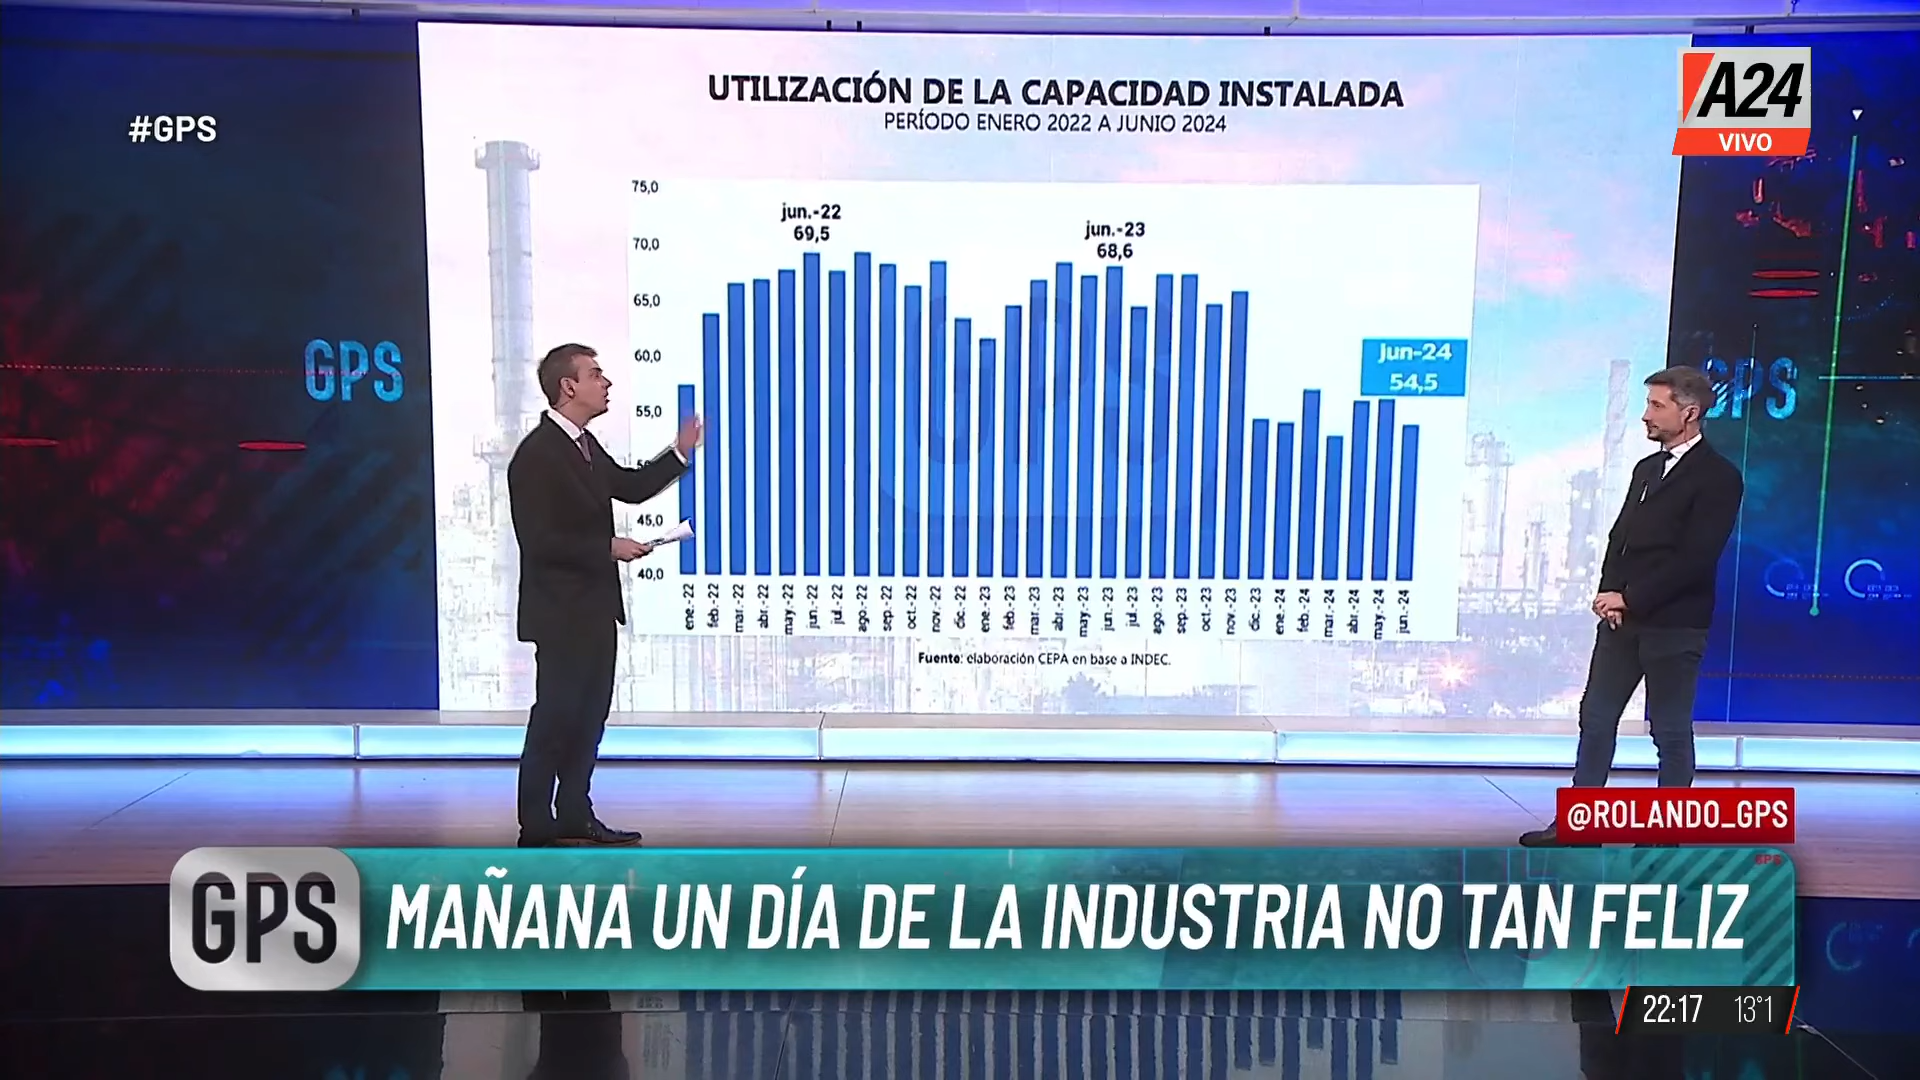 #GPS
UTILIZACIÓN DE LA CAPACIDAD INSTALADA
PERÍODO ENERO 2022 A JUNIO 2024
A24
VIVO
75,0
70,0
65,0
60,0
55,0
45,0
40,0
jun.-22
69,5
jun.-23
68,6
Jun-24
54,5
ene.-22
feb.-22
mar.-22
abr.-22
may.-22
jun.-22
jul.-22
ago.-22
sep.-22
oct.-22
nov.-22
dic.-22
ene.-23
feb.-23
mar.-23
abr.-23
may.-23
jun.-23
jul.-23
ago.-23
sep.-23
oct.-23
nov.-23
dic.-23
ene.-24
feb.-24
mar.-24
abr.-24
may.-24
jun.-24
Fuente: elaboración CEPA en base a INDEC.
GPS
GPS
@ROLANDO_GPS
GPS
GPS
MAÑANA UN DÍA DE LA INDUSTRIA NO TAN FELIZ
22:17 13°1